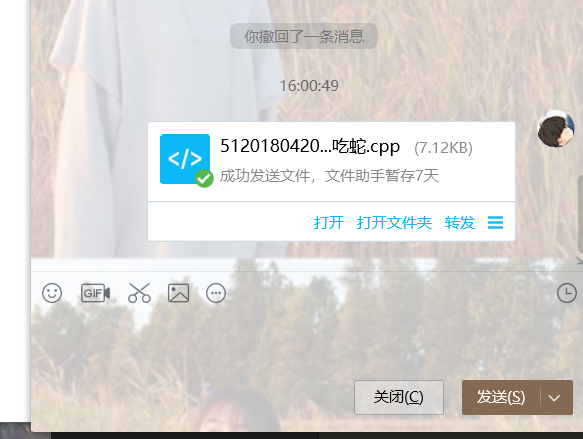 你撤回了一条消息
16:00:49
5120180420...吃蛇.cpp (7.12KB)
</>
成功发送文件，文件助手暂存7天
打开 打开文件夹 转发
GIF
关闭(C) 发送(S)